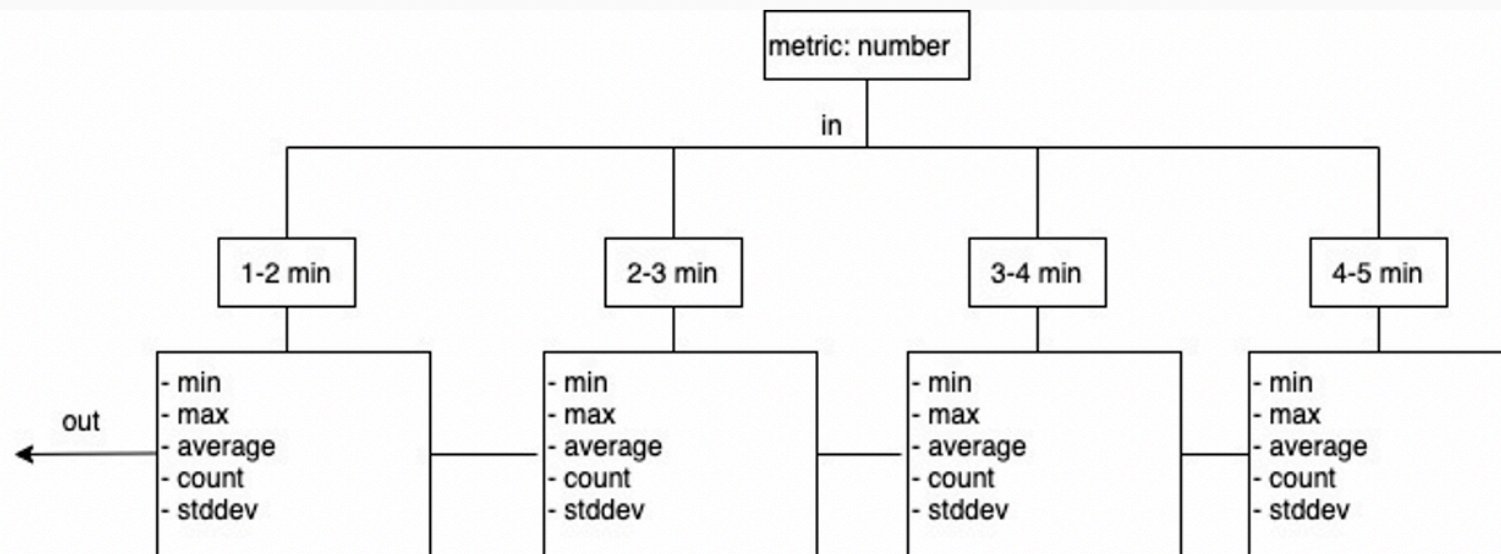 metric: number
in
1-2 min
2-3 min
3-4 min
4-5 min
out
- min
- max
- average
- count
- stddev
- min
- max
- average
- count
- stddev
- min
- max
- average
- count
- stddev
- min
- max
- average
- count
- stddev